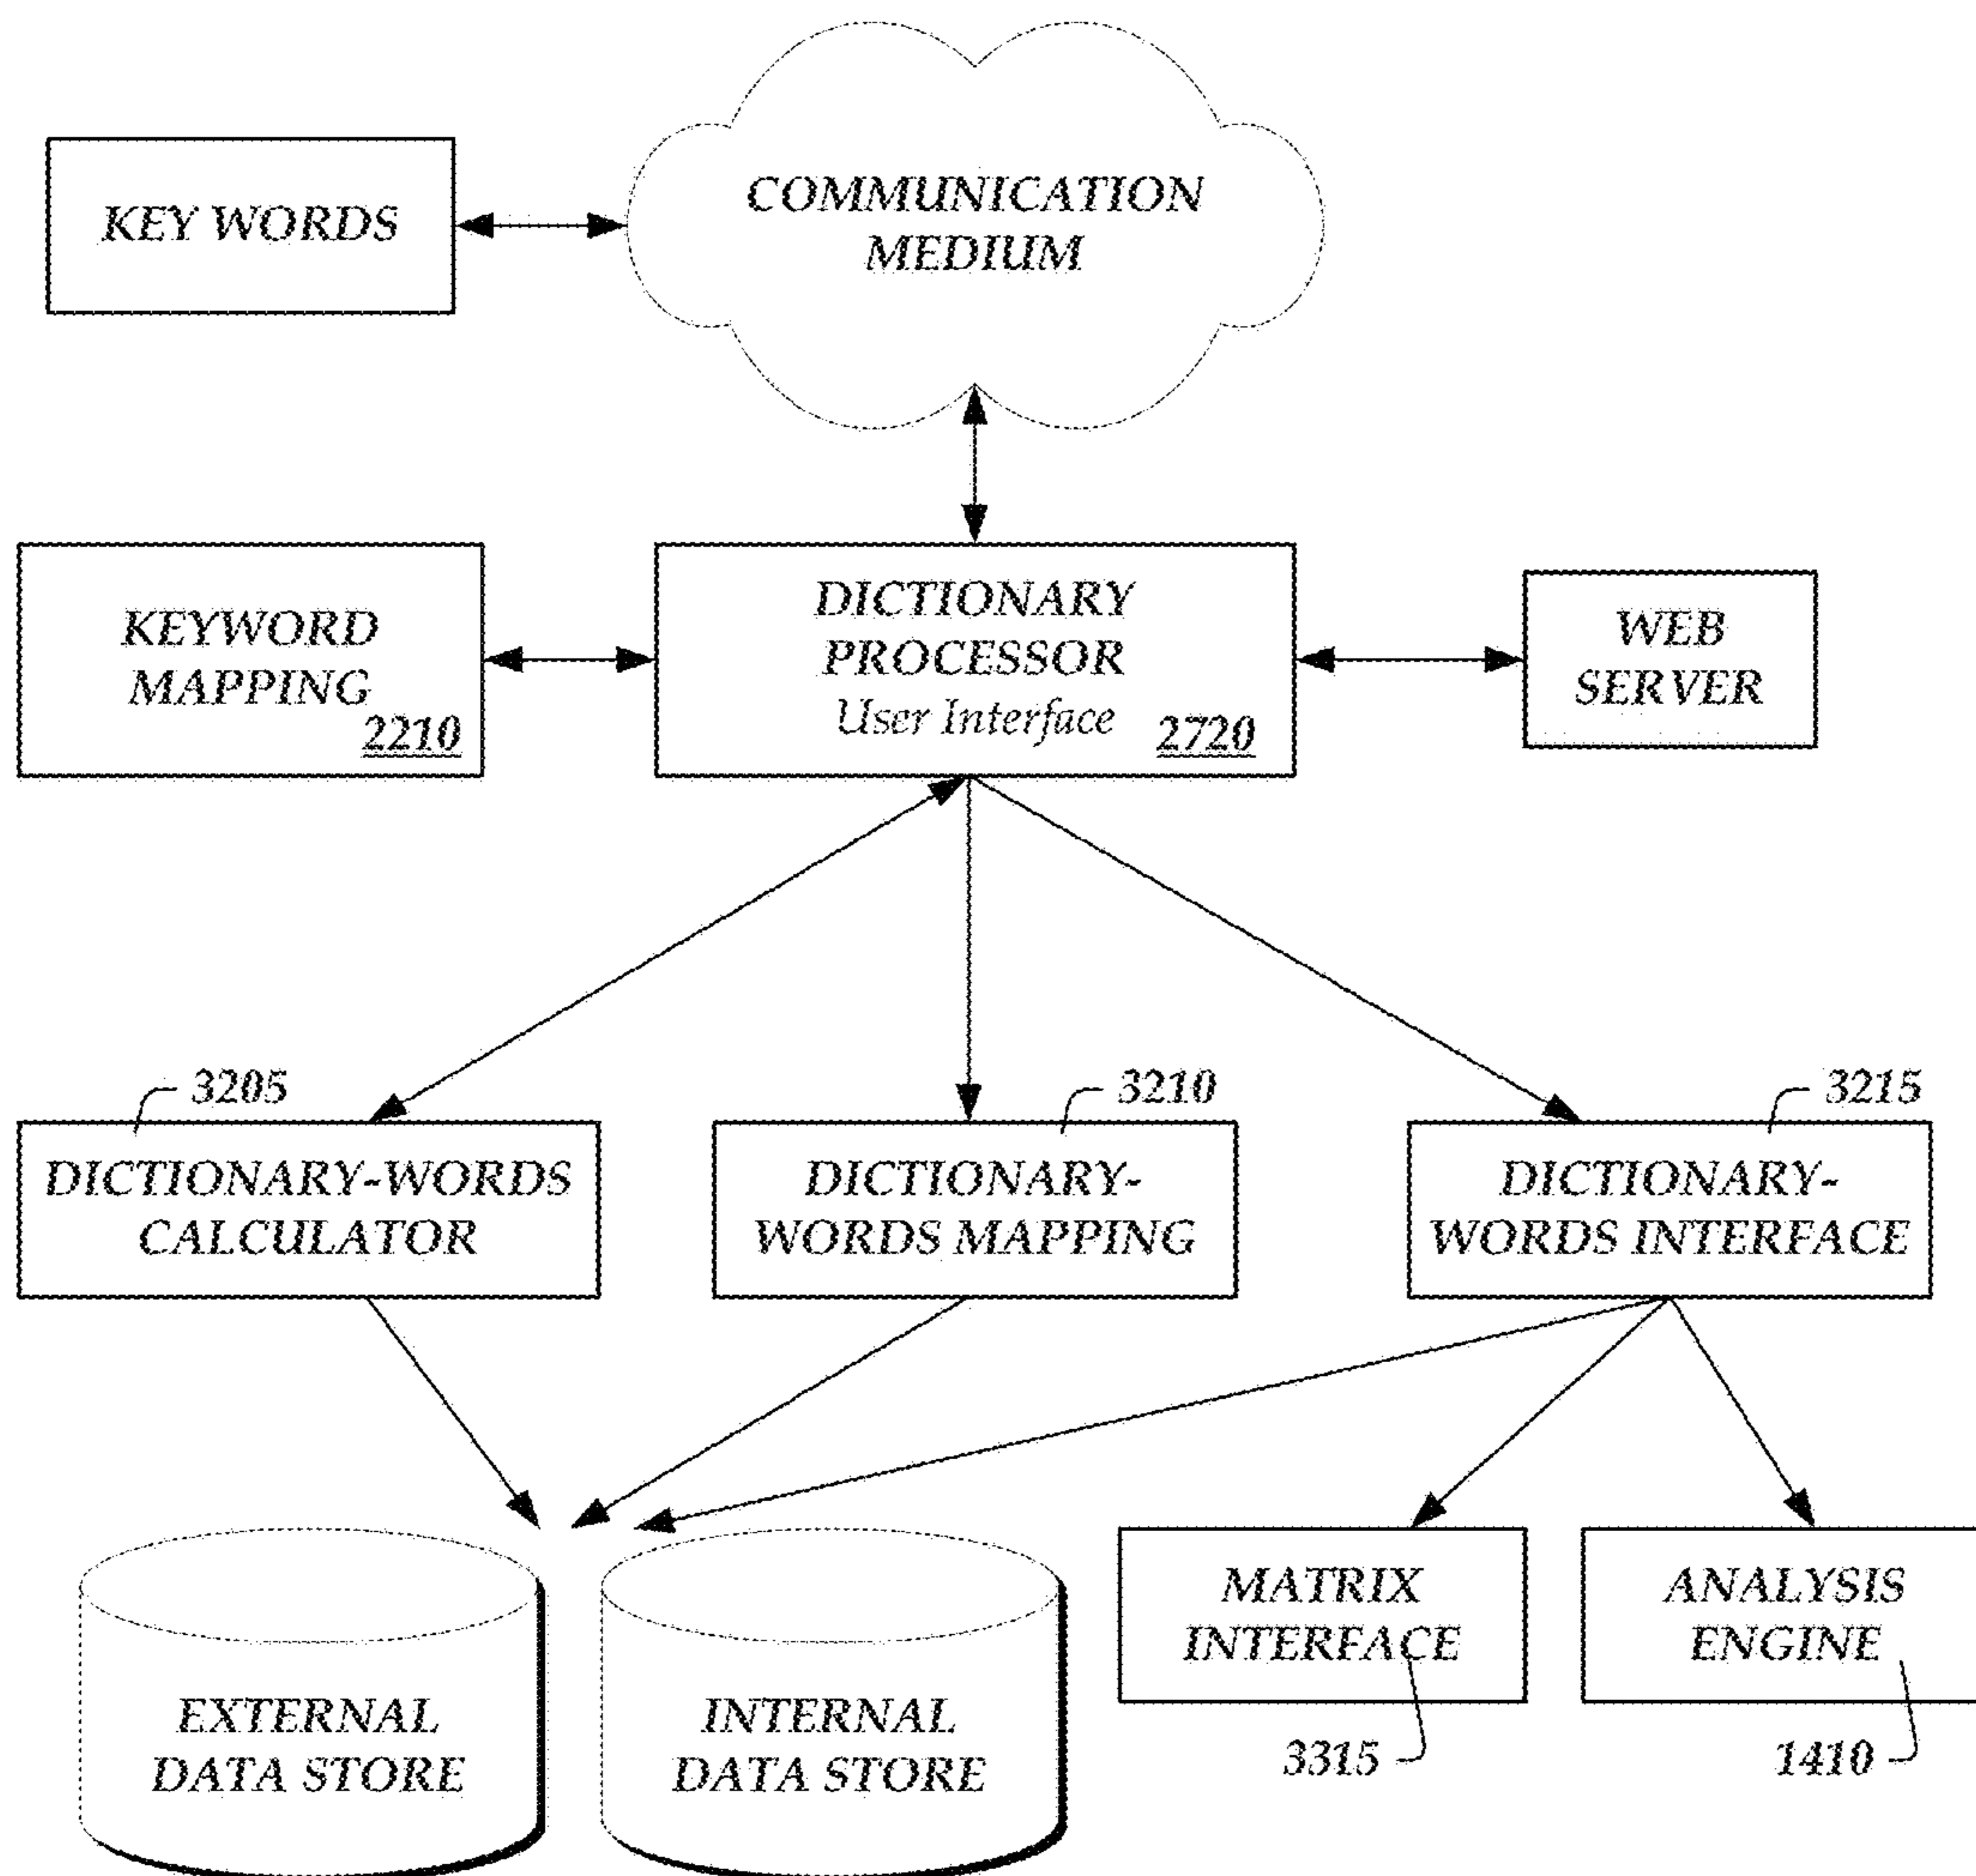 COMMUNICATION
MEDIUM
KEY WORDS
KEYWORD
MAPPING
2210
DICTIONARY
PROCESSOR
User Interface
2720
WEB
SERVER
3205
DICTIONARY-WORDS
CALCULATOR
3210
DICTIONARY-
WORDS MAPPING
3215
DICTIONARY-
WORDS INTERFACE
EXTERNAL
DATA STORE
INTERNAL
DATA STORE
MATRIX
INTERFACE
3315
ANALYSIS
ENGINE
1410